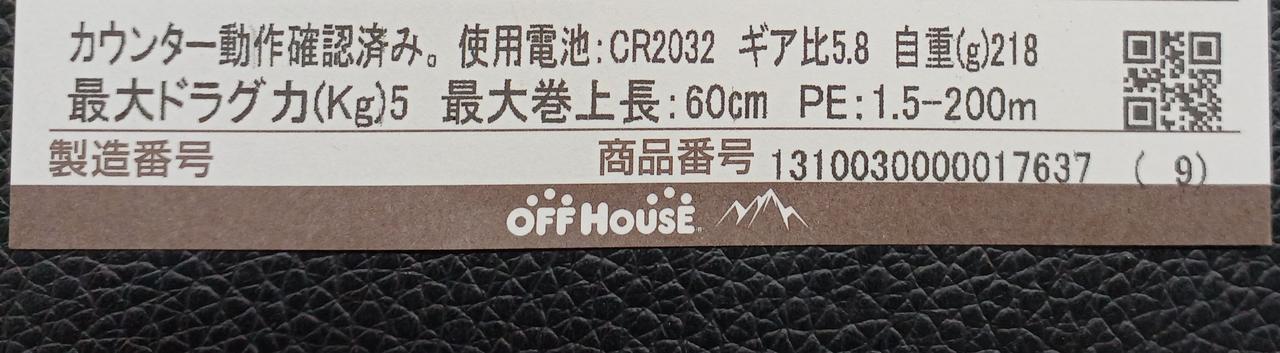 カウンター動作確認済み。使用電池:CR2032 ギア比5.8 自重(g)218
最大ドラグ力(Kg)5 最大巻上長:60cm PE:1.5-200m
製造番号 商品番号 1310030000017637 ( 9)
OFF HOUSE